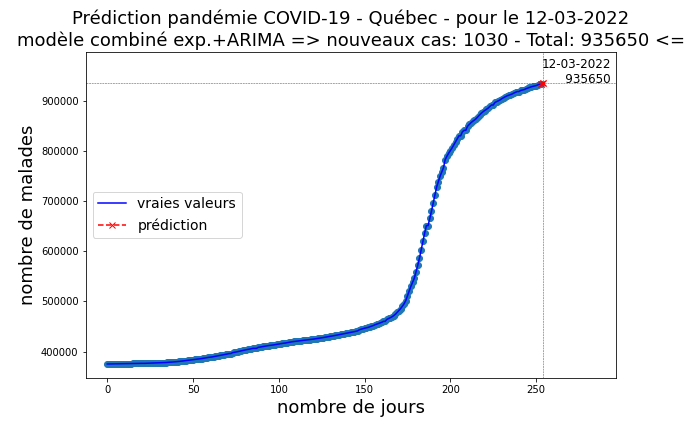 Prédiction pandémie COVID-19 - Québec - pour le 12-03-2022
modèle combiné exp.+ARIMA => nouveaux cas: 1030 - Total: 935650 <=
12-03-2022
935650
900000
800000
700000
600000
500000
400000
nombre de malades
vraies valeurs
prédiction
0 50 100 150 200 250
nombre de jours